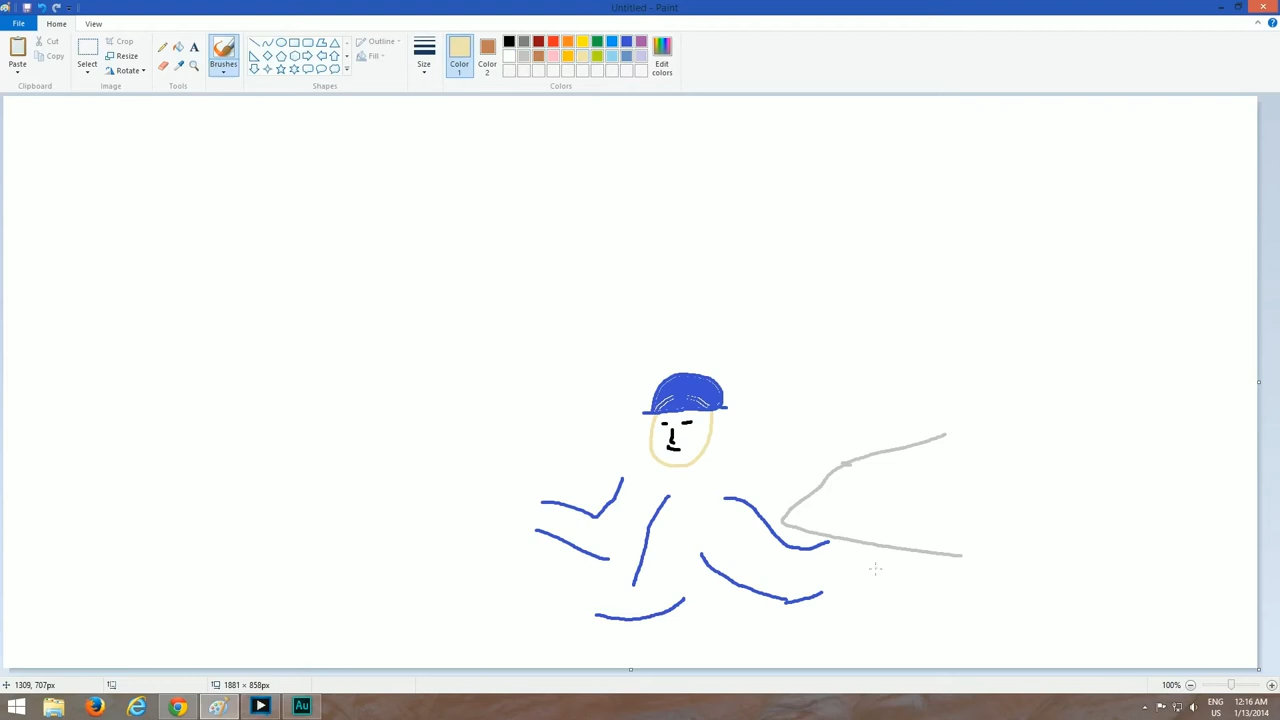 Untitled - Paint
File Home View
Paste
Cut
Copy
Clipboard
Select
Crop
Resize
Rotate
Image
A
Tools
Brushes
Outline
Fill
Shapes
Size
Color 1
Color 2
Edit colors
Colors
1309, 707px
1881 × 858px
100%
Au
ENG
US
12:16 AM
1/13/2014